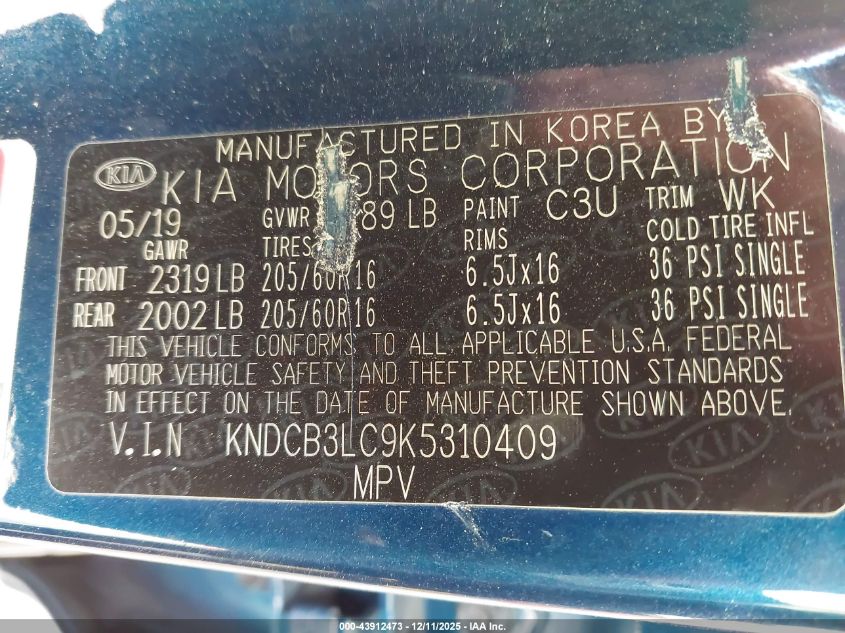 MANUFACTURED IN KOREA BY
KIA KIA MOTORS CORPORATION
05/19 GVWR 89 LB PAINT C3U TRIM WK
GAWR TIRES RIMS COLD TIRE INFL
FRONT 2319 LB 205/60R16 6.5Jx16 36 PSI SINGLE
REAR 2002 LB 205/60R16 6.5Jx16 36 PSI SINGLE
THIS VEHICLE CONFORMS TO ALL APPLICABLE U.S.A. FEDERAL
MOTOR VEHICLE SAFETY AND THEFT PREVENTION STANDARDS
IN EFFECT ON THE DATE OF MANUFACTURE SHOWN ABOVE.
V.I.N KNDCB3LC9K5310409
MPV
000-43912473 - 12/11/2025 - IAA Inc.